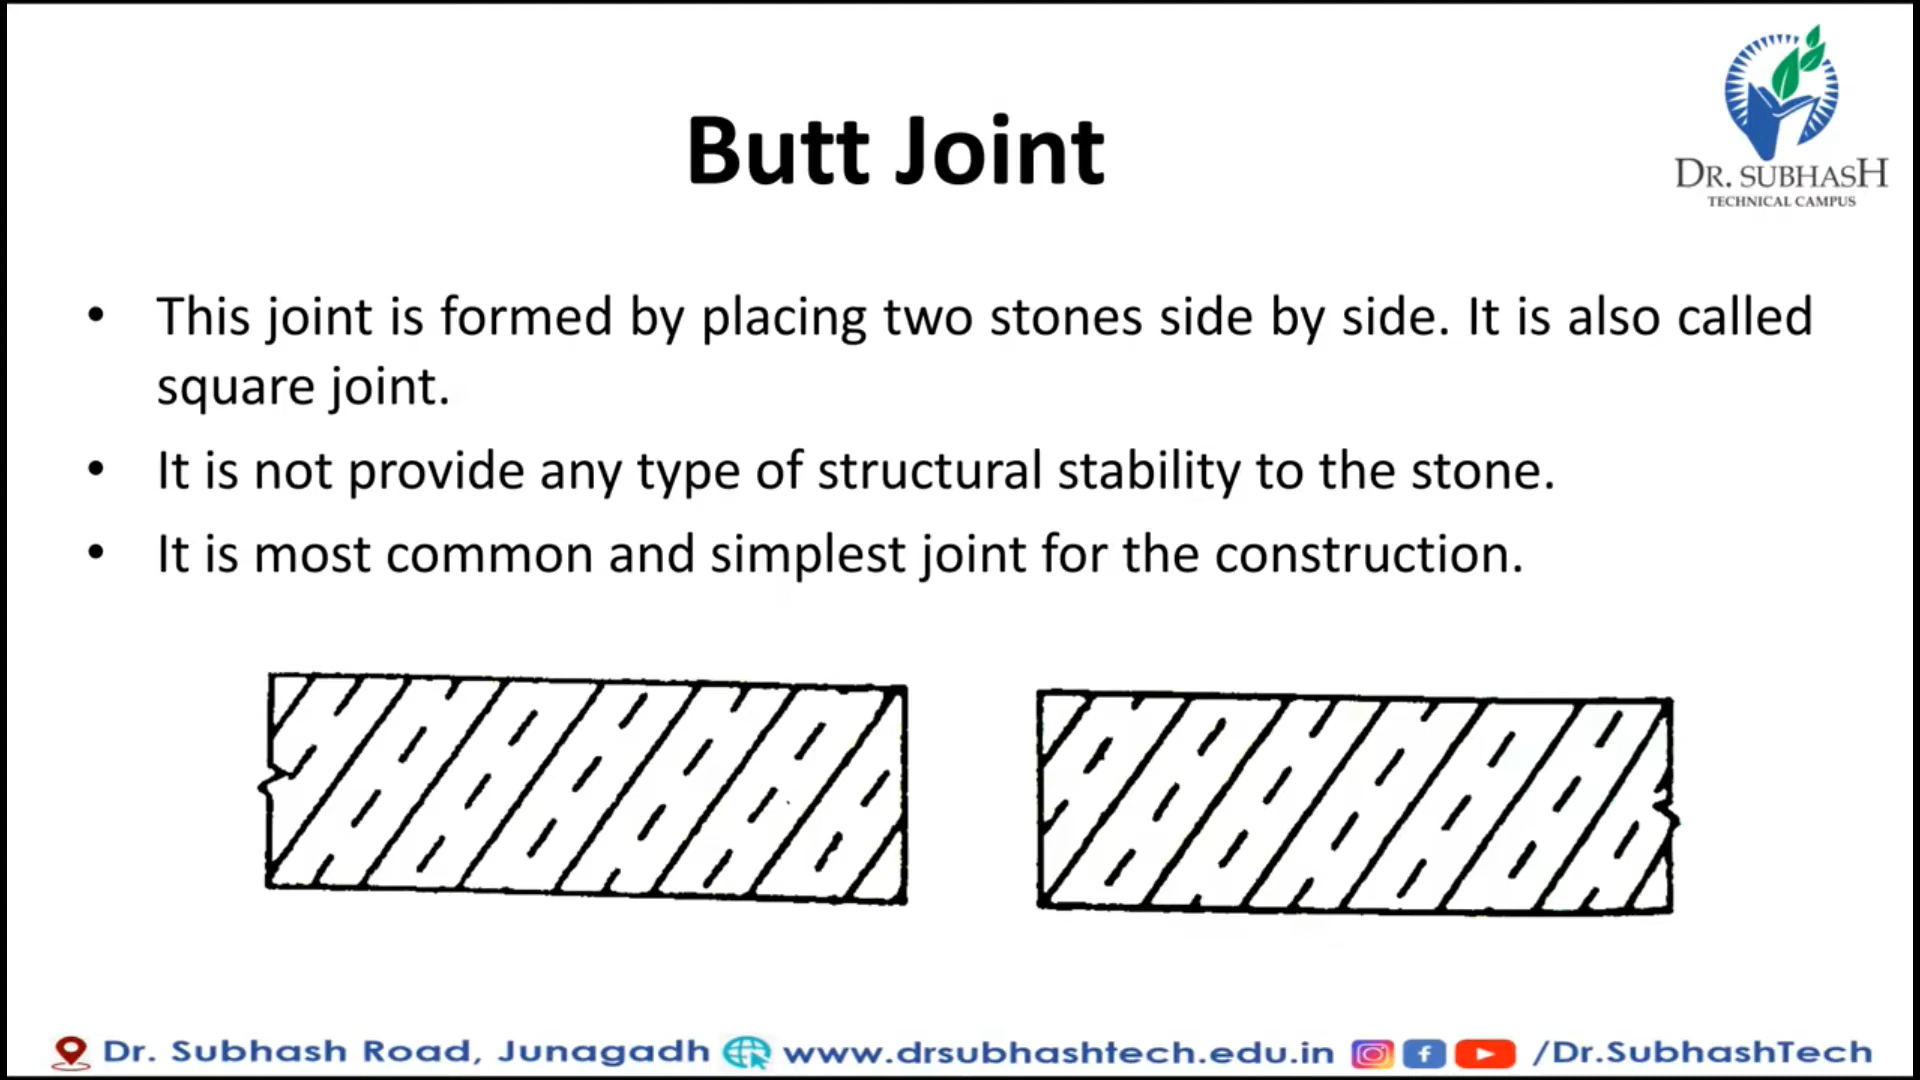 DR. SUBHASH
TECHNICAL CAMPUS
Butt Joint
• This joint is formed by placing two stones side by side. It is also called
square joint.
• It is not provide any type of structural stability to the stone.
• It is most common and simplest joint for the construction.
Dr. Subhash Road, Junagadh www.drsubhashtech.edu.in /Dr.SubhashTech